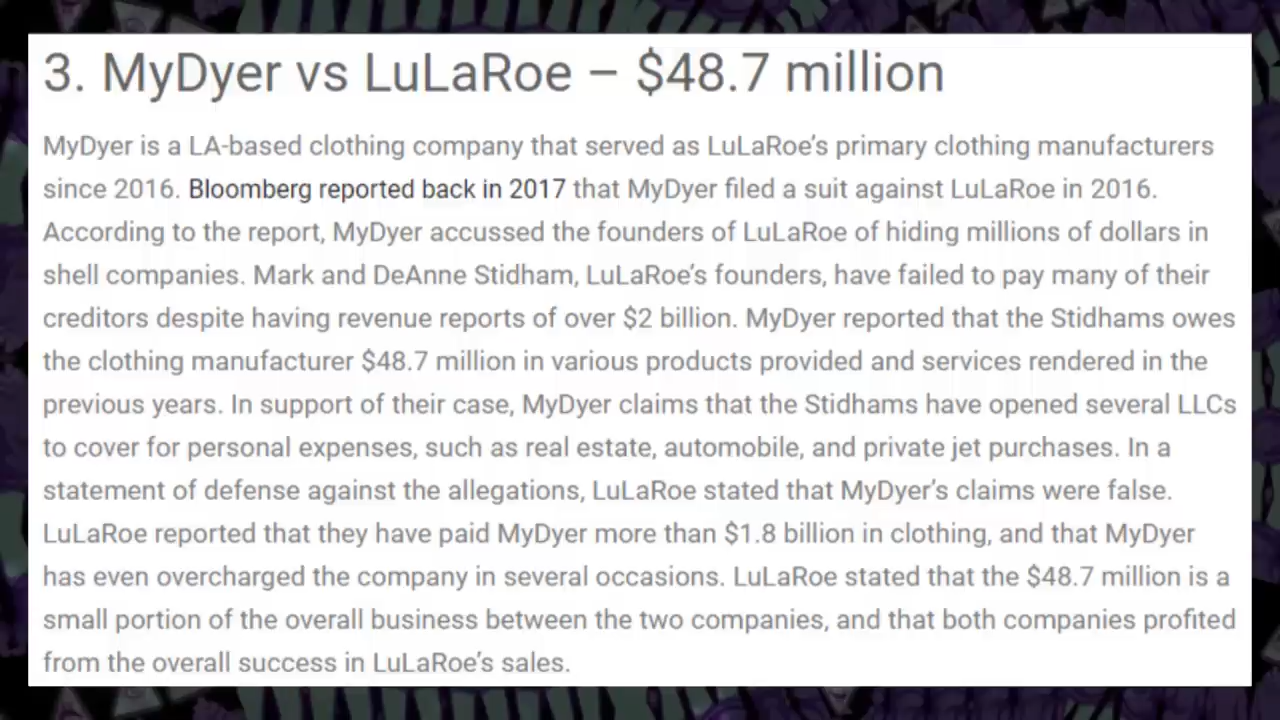 3. MyDyer vs LuLaRoe – $48.7 million
MyDyer is a LA-based clothing company that served as LuLaRoe’s primary clothing manufacturers
since 2016. Bloomberg reported back in 2017 that MyDyer filed a suit against LuLaRoe in 2016.
According to the report, MyDyer accussed the founders of LuLaRoe of hiding millions of dollars in
shell companies. Mark and DeAnne Stidham, LuLaRoe’s founders, have failed to pay many of their
creditors despite having revenue reports of over $2 billion. MyDyer reported that the Stidhams owes
the clothing manufacturer $48.7 million in various products provided and services rendered in the
previous years. In support of their case, MyDyer claims that the Stidhams have opened several LLCs
to cover for personal expenses, such as real estate, automobile, and private jet purchases. In a
statement of defense against the allegations, LuLaRoe stated that MyDyer’s claims were false.
LuLaRoe reported that they have paid MyDyer more than $1.8 billion in clothing, and that MyDyer
has even overcharged the company in several occasions. LuLaRoe stated that the $48.7 million is a
small portion of the overall business between the two companies, and that both companies profited
from the overall success in LuLaRoe’s sales.